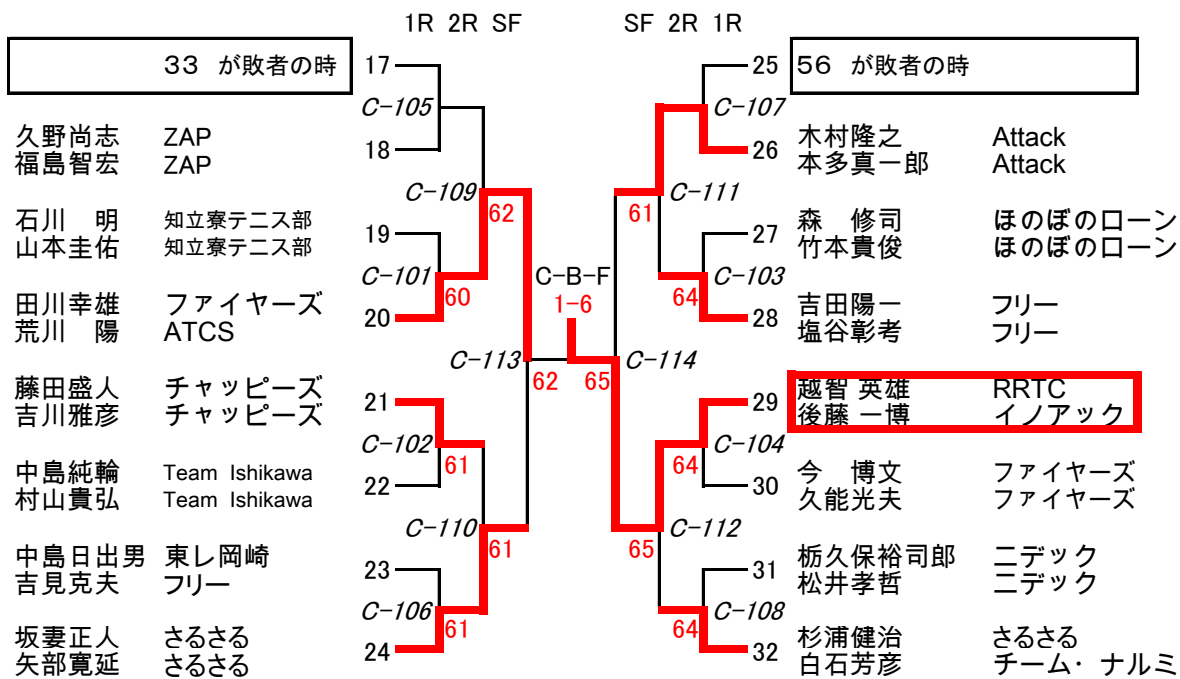 1R 2R SF
SF 2R 1R
33 が敗者の時
17
25
56 が敗者の時
C-105
C-107
久野尚志 ZAP
福島智宏 ZAP
18
26
木村隆之 Attack
本多真一郎 Attack
C-109
C-111
62
61
石川 明 知立寮テニス部
山本圭佑 知立寮テニス部
19
27
森 修司 ほのぼのローン
竹本貴俊 ほのぼのローン
C-101
C-B-F
C-103
60
1-6
64
田川幸雄 ファイヤーズ
荒川 陽 ATCS
20
28
吉田陽一 フリー
塩谷彰考 フリー
C-113
C-114
62
65
藤田盛人 チャッピーズ
吉川雅彦 チャッピーズ
21
29
越智 英雄 RRTC
後藤 一博 イノアック
C-102
C-104
61
64
中島純輪 Team Ishikawa
村山貴弘 Team Ishikawa
22
30
今 博文 ファイヤーズ
久能光夫 ファイヤーズ
C-110
C-112
61
65
中島日出男 東レ岡崎
吉見克夫 フリー
23
31
栃久保裕司郎 ニデック
松井孝哲 ニデック
C-106
C-108
61
64
坂妻正人 さるさる
矢部寛延 さるさる
24
32
杉浦健治 さるさる
白石芳彦 チーム・ナルミ